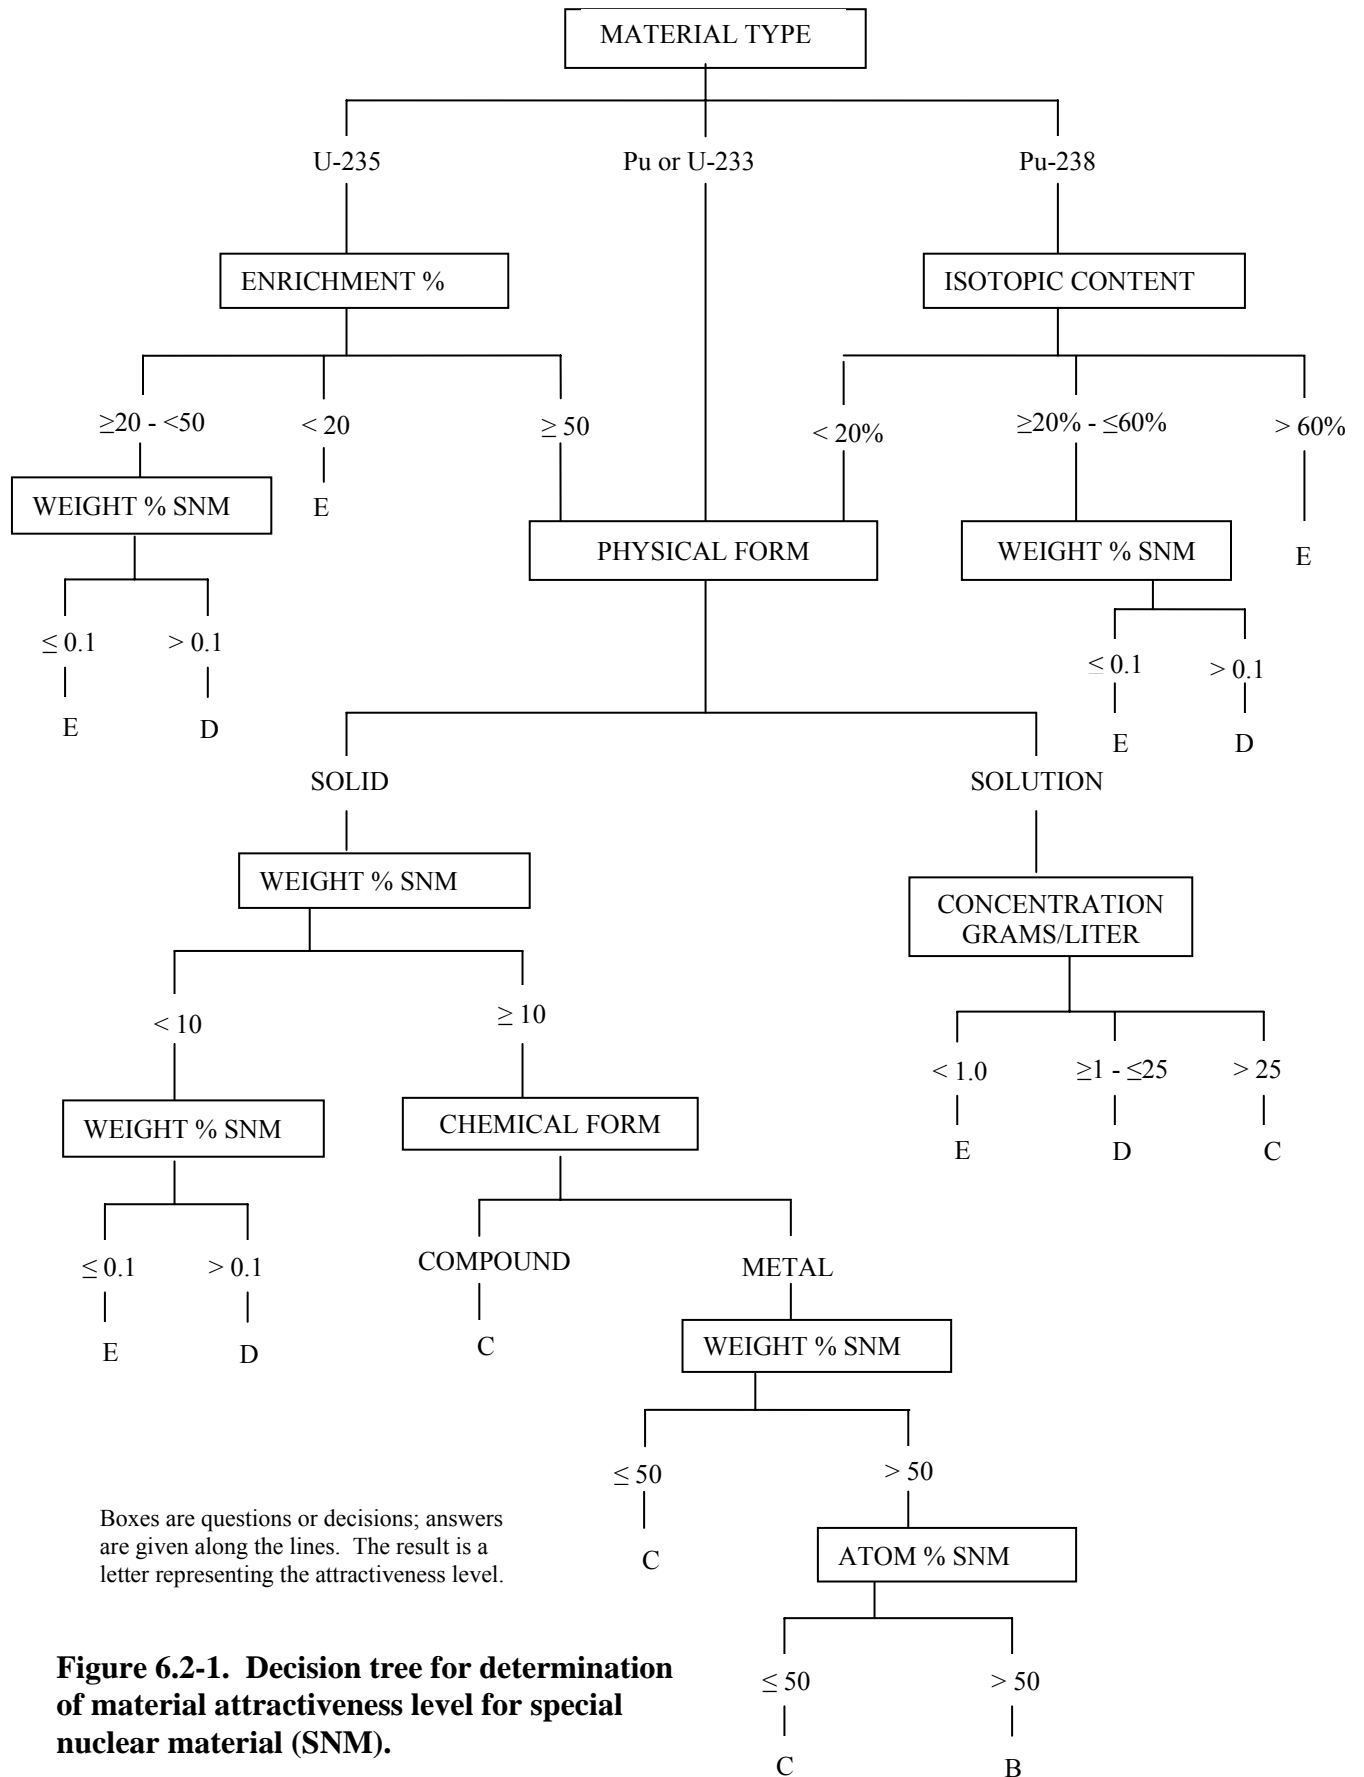 MATERIAL TYPE
U-235
Pu or U-233
Pu-238
ENRICHMENT %
ISOTOPIC CONTENT
≥20 - <50
< 20
≥ 50
< 20%
≥20% - ≤60%
> 60%
WEIGHT % SNM
E
PHYSICAL FORM
WEIGHT % SNM
E
≤ 0.1
> 0.1
≤ 0.1
> 0.1
E
D
E
D
SOLID
SOLUTION
WEIGHT % SNM
CONCENTRATION
GRAMS/LITER
< 10
≥ 10
< 1.0
≥1 - ≤25
> 25
WEIGHT % SNM
CHEMICAL FORM
E
D
C
≤ 0.1
> 0.1
COMPOUND
METAL
E
D
C
WEIGHT % SNM
≤ 50
> 50
Boxes are questions or decisions; answers
are given along the lines. The result is a
letter representing the attractiveness level.
C
ATOM % SNM
Figure 6.2-1. Decision tree for determination
of material attractiveness level for special
nuclear material (SNM).
≤ 50
> 50
C
B